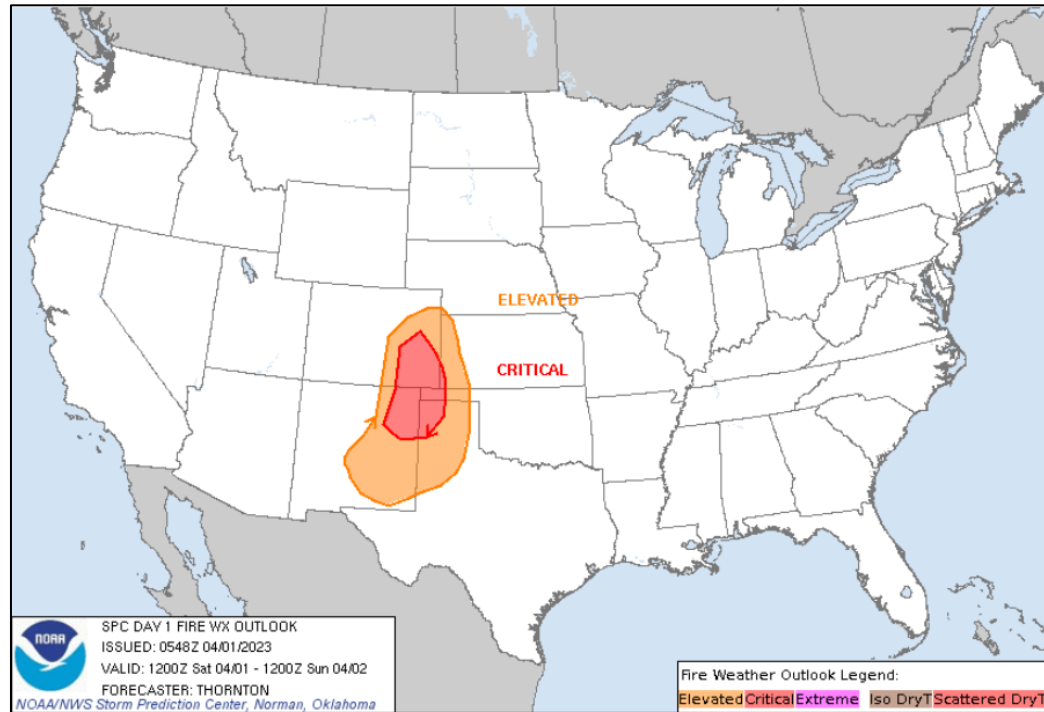 ELEVATED
CRITICAL
NOAA
SPC DAY 1 FIRE WX OUTLOOK
ISSUED: 0548Z 04/01/2023
VALID: 1200Z Sat 04/01 - 1200Z Sun 04/02
FORECASTER: THORNTON
NOAA/NWS Storm Prediction Center, Norman, Oklahoma
Fire Weather Outlook Legend:
Elevated Critical Extreme Iso DryT Scattered DryT